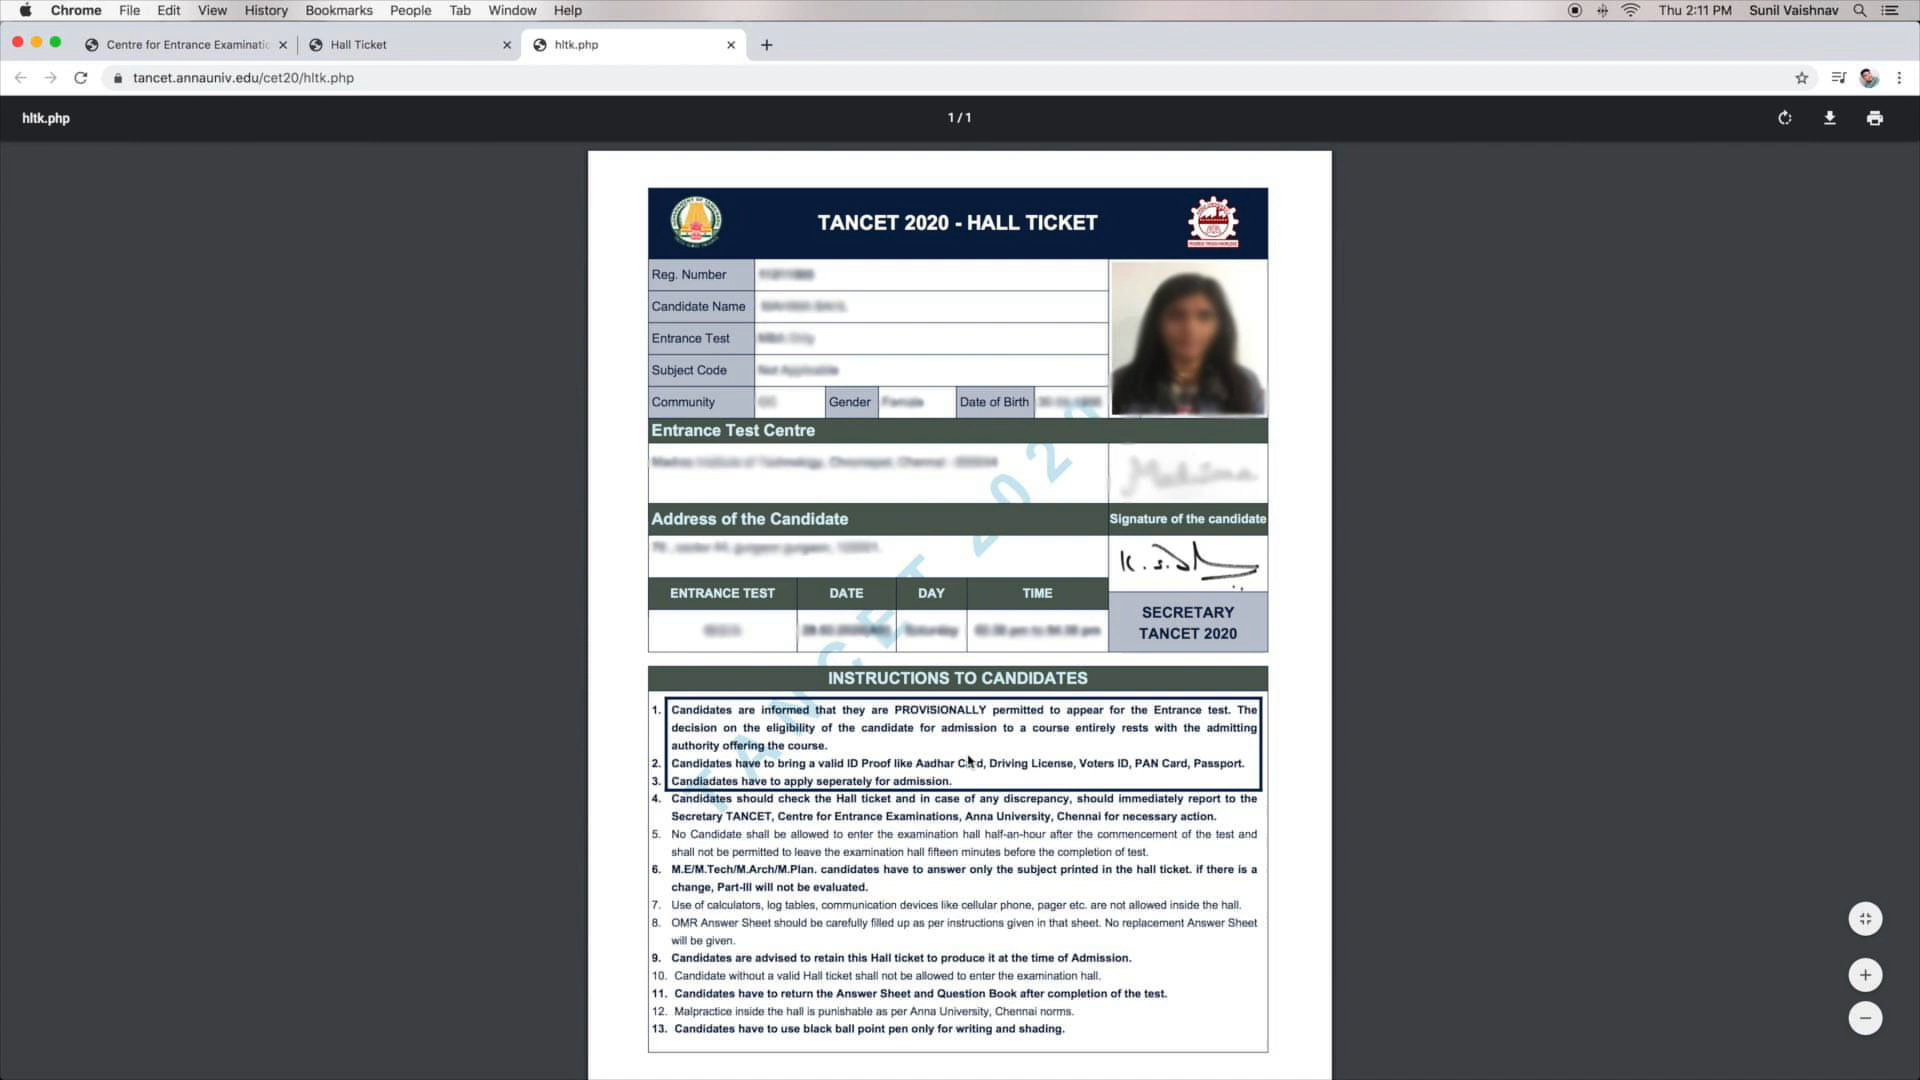 Chrome File Edit View History Bookmarks People Tab Window Help Thu 2:11 PM Sunil Vaishnav
Centre for Entrance Examinatic Hall Ticket hltk.php
tancet.annauniv.edu/cet20/hltk.php
hltk.php 1 / 1
TANCET 2020 - HALL TICKET
Reg. Number
Candidate Name
Entrance Test
Subject Code
Community Gender Date of Birth
Entrance Test Centre
Address of the Candidate Signature of the candidate
ENTRANCE TEST DATE DAY TIME
SECRETARY
TANCET 2020
TANCET 2020
INSTRUCTIONS TO CANDIDATES
1. Candidates are informed that they are PROVISIONALLY permitted to appear for the Entrance test. The
decision on the eligibility of the candidate for admission to a course entirely rests with the admitting
authority offering the course.
2. Candidates have to bring a valid ID Proof like Aadhar Card, Driving License, Voters ID, PAN Card, Passport.
3. Candiadates have to apply seperately for admission.
4. Candidates should check the Hall ticket and in case of any discrepancy, should immediately report to the
Secretary TANCET, Centre for Entrance Examinations, Anna University, Chennai for necessary action.
5. No Candidate shall be allowed to enter the examination hall half-an-hour after the commencement of the test and
shall not be permitted to leave the examination hall fifteen minutes before the completion of test.
6. M.E/M.Tech/M.Arch/M.Plan. candidates have to answer only the subject printed in the hall ticket. if there is a
change, Part-III will not be evaluated.
7. Use of calculators, log tables, communication devices like cellular phone, pager etc. are not allowed inside the hall.
8. OMR Answer Sheet should be carefully filled up as per instructions given in that sheet. No replacement Answer Sheet
will be given.
9. Candidates are advised to retain this Hall ticket to produce it at the time of Admission.
10. Candidate without a valid Hall ticket shall not be allowed to enter the examination hall.
11. Candidates have to return the Answer Sheet and Question Book after completion of the test.
12. Malpractice inside the hall is punishable as per Anna University, Chennai norms.
13. Candidates have to use black ball point pen only for writing and shading.